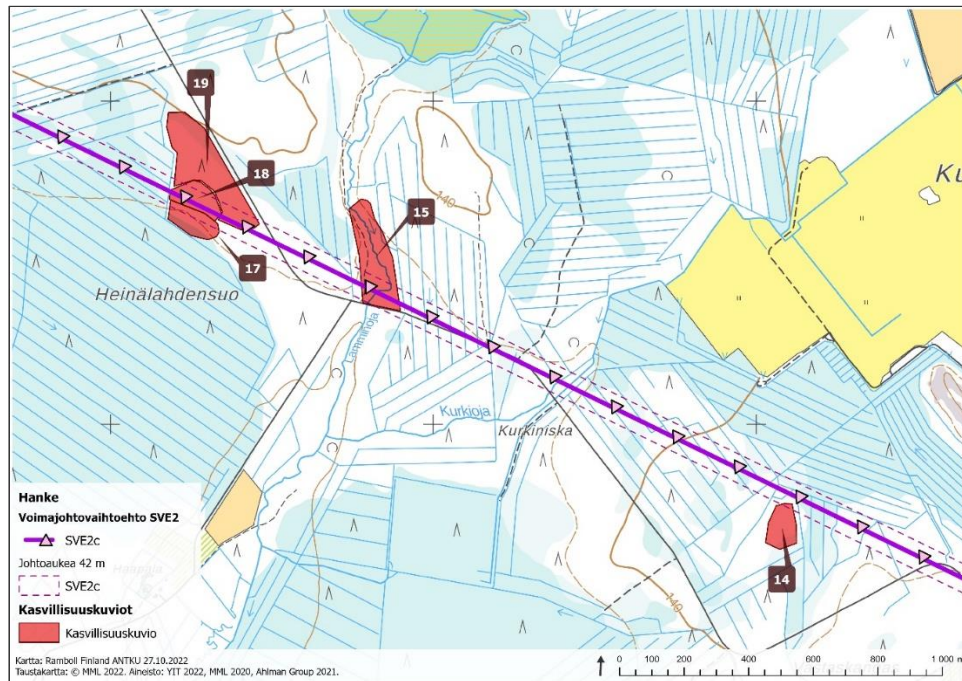 19
18
15
17
14
140
140
Ku
Heinälahdensuo
Lamminoja
Kurkioja
Kurkiniska
Haapala
Hanke
Voimajohtovaihtoehto SVE2
SVE2c
Johtoaukea 42 m
SVE2c
Kasvillisuuskuviot
Kasvillisuuskuvio
Kartta: Ramboll Finland ANTKU 27.10.2022
Taustakartta: © MML 2022. Aineisto: YIT 2022, MML 2020, Ahlman Group 2021.
0 200 400 600 800 1 000 m